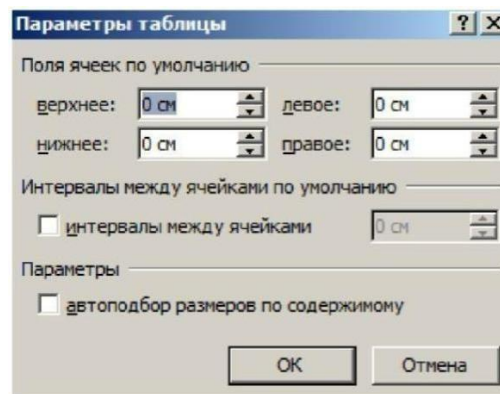 Параметры таблицы
Поля ячеек по умолчанию
верхнее: 0 см левое: 0 см
нижнее: 0 см правое: 0 см
Интервалы между ячейками по умолчанию
интервалы между ячейками 0 см
Параметры
автоподбор размеров по содержимому
ОК Отмена